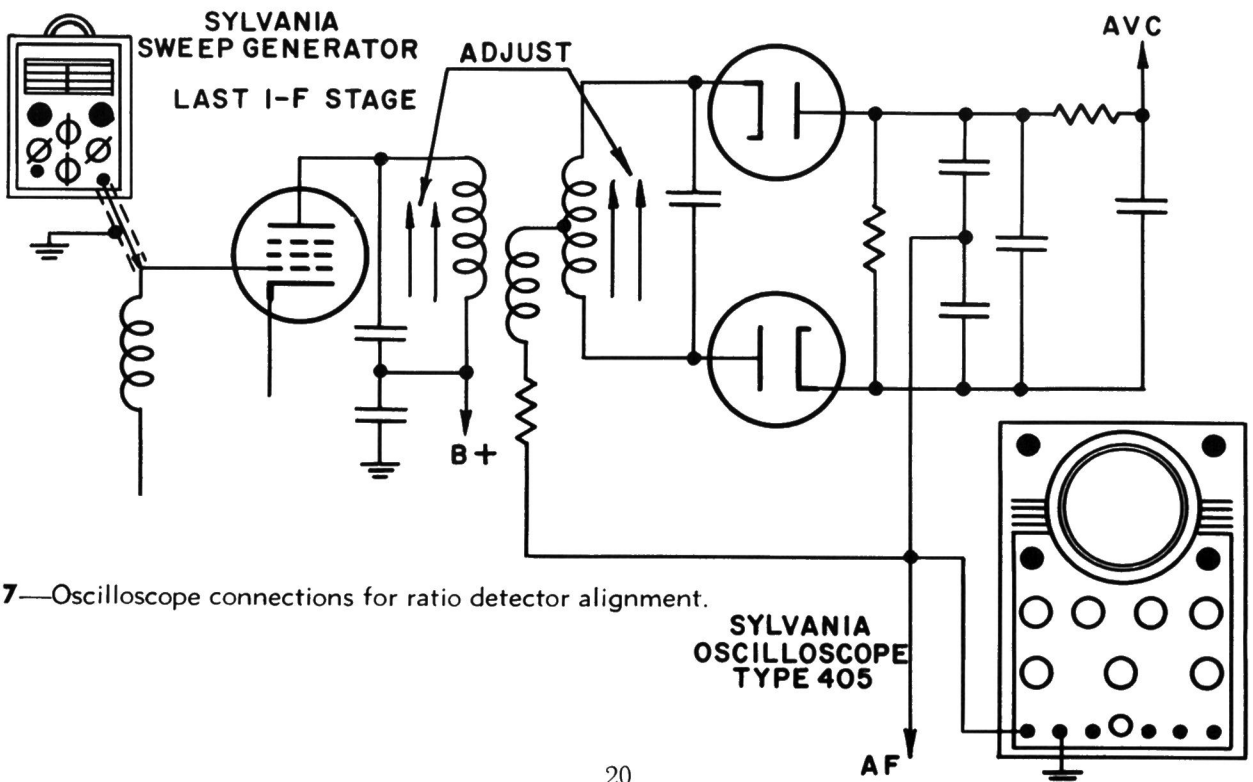 SYLVANIA
SWEEP GENERATOR
ADJUST
AVC
LAST I-F STAGE
B+
7—Oscilloscope connections for ratio detector alignment.
SYLVANIA
OSCILLOSCOPE
TYPE 405
AF
20